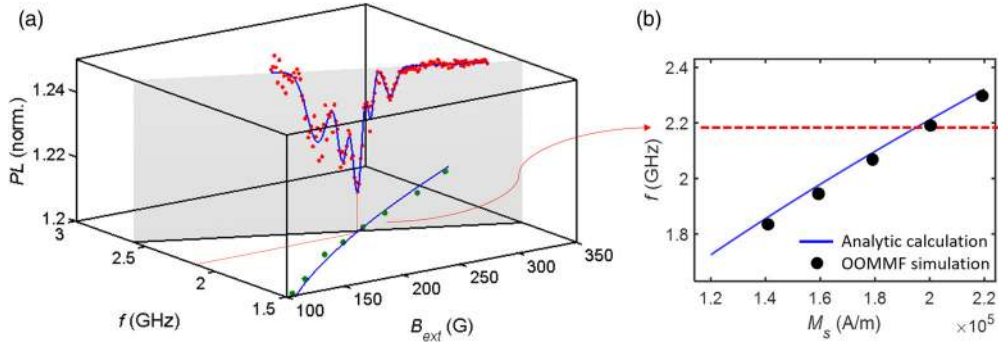 (a)
1.24
1.22
1.2
PL (norm.)
3
2.5
2
1.5
f (GHz)
100
150
200
250
300
350
B_ext (G)
(b)
2.4
2.2
2
1.8
f (GHz)
Analytic calculation
OOMMF simulation
1.2 1.4 1.6 1.8 2 2.2
M_s (A/m) ×10^5